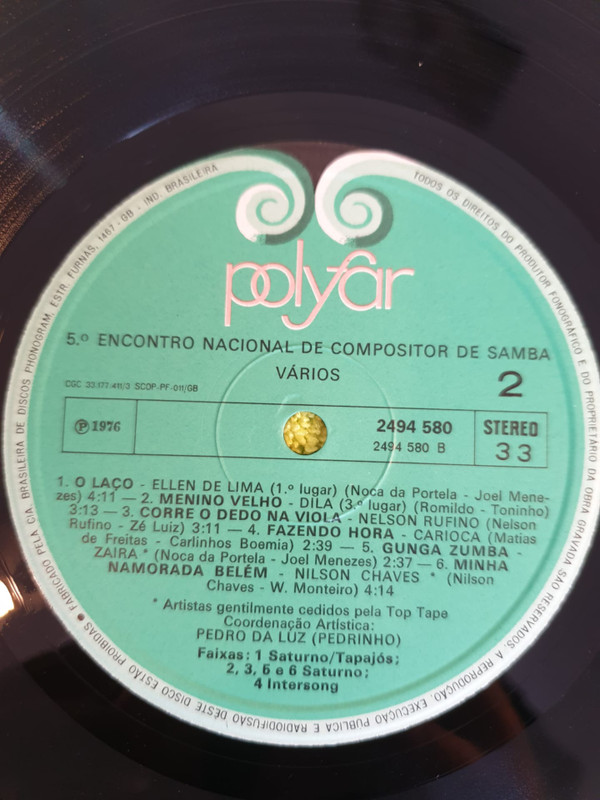 polyfar
5.º ENCONTRO NACIONAL DE COMPOSITOR DE SAMBA
VÁRIOS
2
CGC 33.177.411/3 SCOP-PF-011/GB
Ⓟ 1976
2494 580
2494 580 B
STEREO
33
1. O LAÇO - ELLEN DE LIMA (1.º lugar) (Noca da Portela - Joel Mene-
zes) 4:11 — 2. MENINO VELHO - DILA (3.º lugar) (Romildo - Toninho)
3:13 — 3. CORRE O DEDO NA VIOLA - NELSON RUFINO (Nelson
Rufino - Zé Luiz) 3:11 — 4. FAZENDO HORA - CARIOCA (Matias
de Freitas - Carlinhos Boemia) 2:39 — 5. GUNGA ZUMBA -
ZAIRA * (Noca da Portela - Joel Menezes) 2:37 — 6. MINHA
NAMORADA BELÉM - NILSON CHAVES * (Nilson
Chaves - W. Monteiro) 4:14
* Artistas gentilmente cedidos pela Top Tape
Coordenação Artística:
PEDRO DA LUZ (PEDRINHO)
Faixas: 1 Saturno/Tapajós;
2, 3, 5 e 6 Saturno;
4 Intersong
TODOS OS DIREITOS DO PRODUTOR FONOGRÁFICO E DO PROPRIETÁRIO DA OBRA GRAVADA SÃO RESERVADOS. A REPRODUÇÃO, EXECUÇÃO PÚBLICA E RADIODIFUSÃO DESTE DISCO ESTÃO PROIBIDAS • FABRICADO PELA CIA. BRASILEIRA DE DISCOS PHONOGRAM, ESTR. FURNAS, 1467 - GB - IND. BRASILEIRA